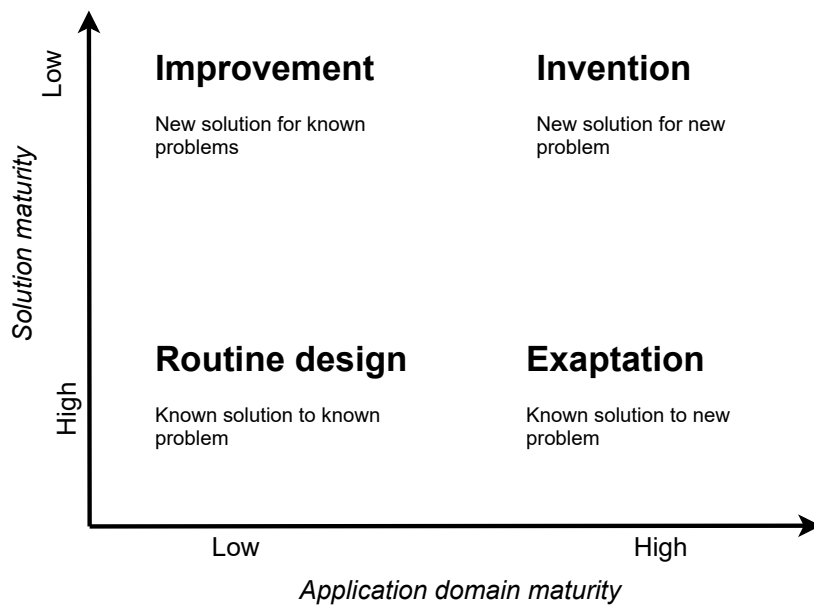 Low
Solution maturity
High
Improvement
New solution for known
problems
Invention
New solution for new
problem
Routine design
Known solution to known
problem
Exaptation
Known solution to new
problem
Low
High
Application domain maturity